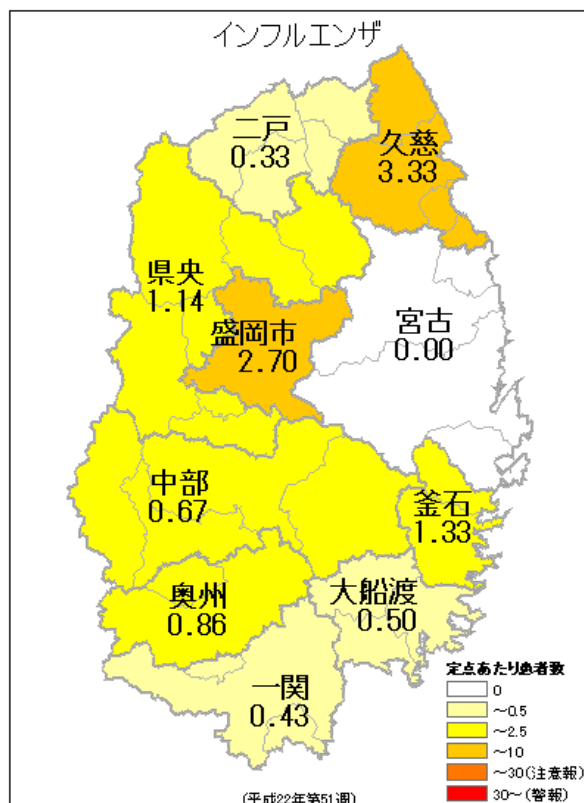 インフルエンザ
二戸
0.33
久慈
3.33
県央
1.14
盛岡市
2.70
宮古
0.00
中部
0.67
釜石
1.33
奥州
0.86
大船渡
0.50
一関
0.43
定点あたり患者数
0
～0.5
～2.5
～10
～30(注意報)
30～(警報)
(平成22年第51週)